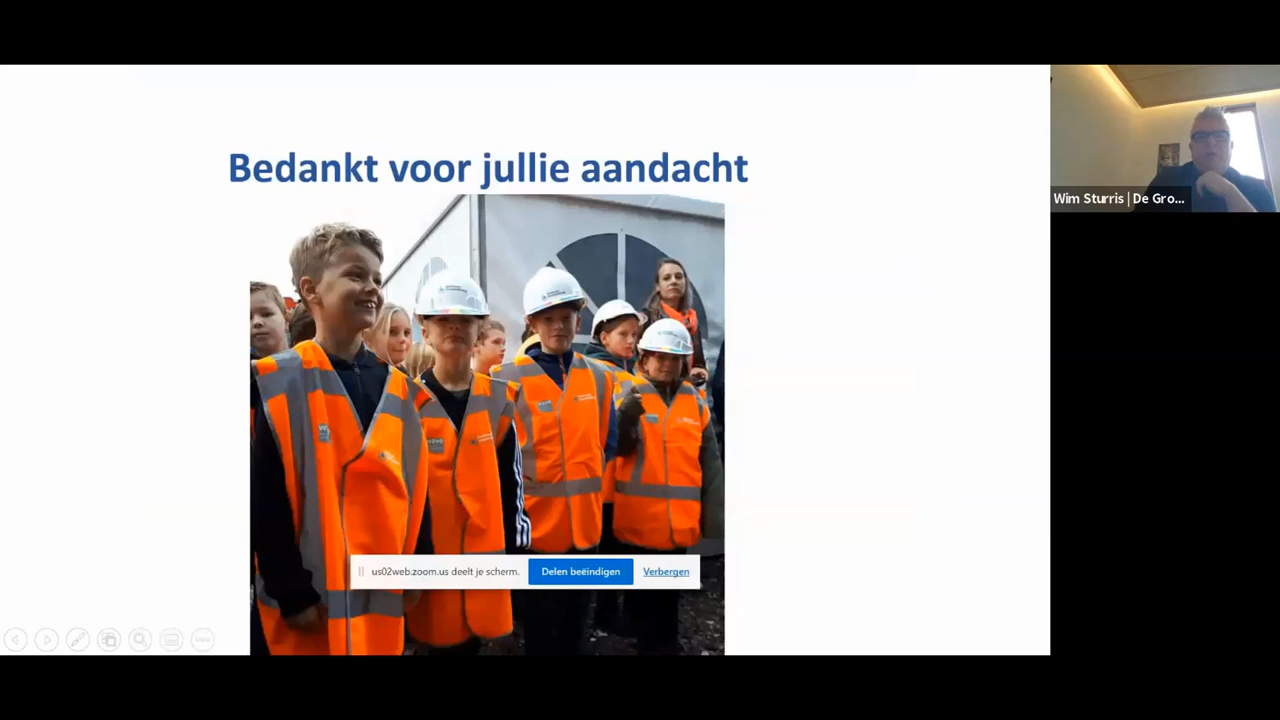 Bedankt voor jullie aandacht
Wim Sturris | De Gro...
us02web.zoom.us deelt je scherm.
Delen beëindigen
Verbergen